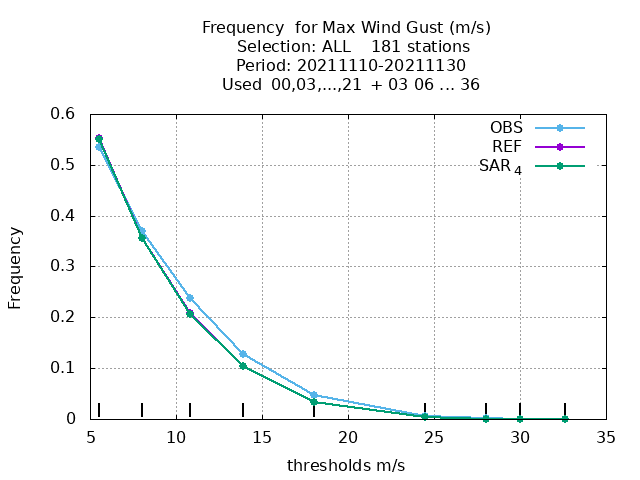 Frequency  for Max Wind Gust (m/s)
Selection: ALL    181 stations
Period: 20211110-20211130
Used  00,03,...,21  + 03 06 ... 36
0.6
OBS
REF
SAR 4
0.5
0.4
0.3
0.2
0.1
0
Frequency
5 10 15 20 25 30 35
thresholds m/s